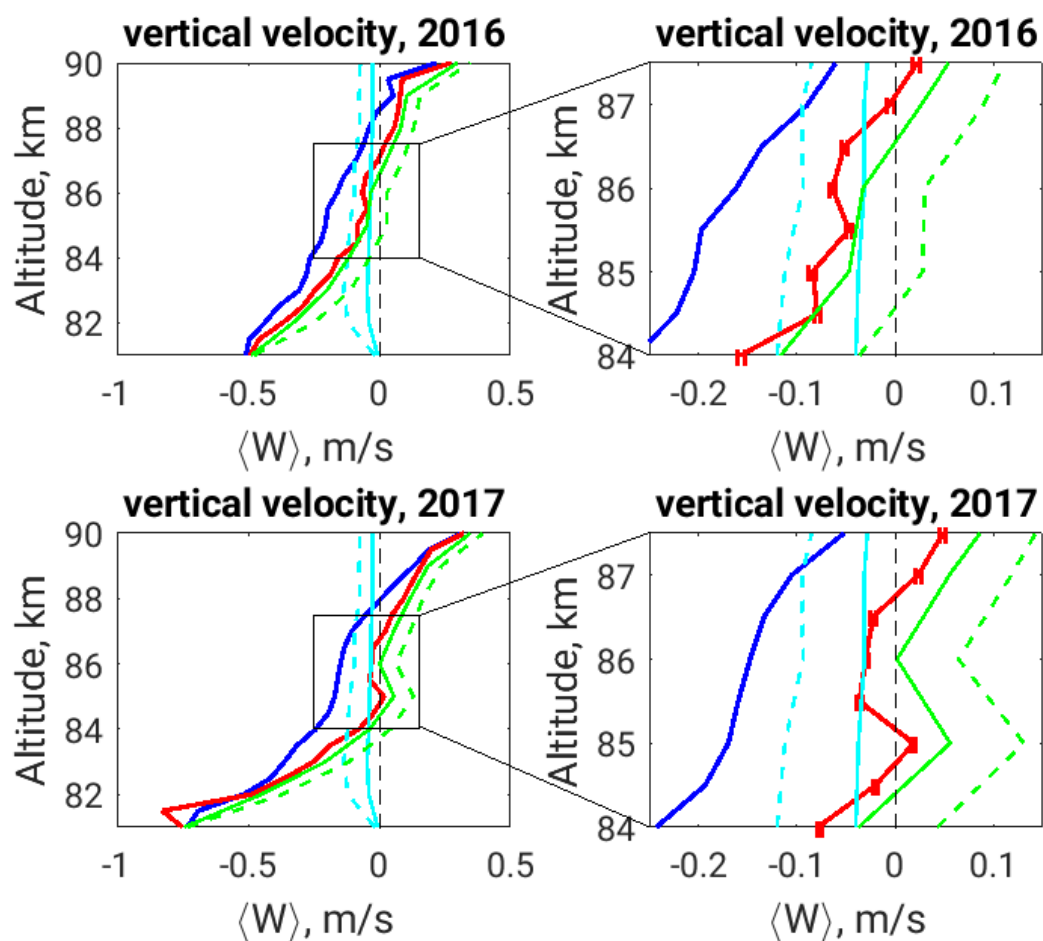 vertical velocity, 2016
vertical velocity, 2016
90
88
86
84
82
Altitude, km
-1
-0.5
0
0.5
⟨W⟩, m/s
87
86
85
84
Altitude, km
-0.2
-0.1
0
0.1
⟨W⟩, m/s
vertical velocity, 2017
vertical velocity, 2017
90
88
86
84
82
Altitude, km
-1
-0.5
0
0.5
⟨W⟩, m/s
87
86
85
84
Altitude, km
-0.2
-0.1
0
0.1
⟨W⟩, m/s